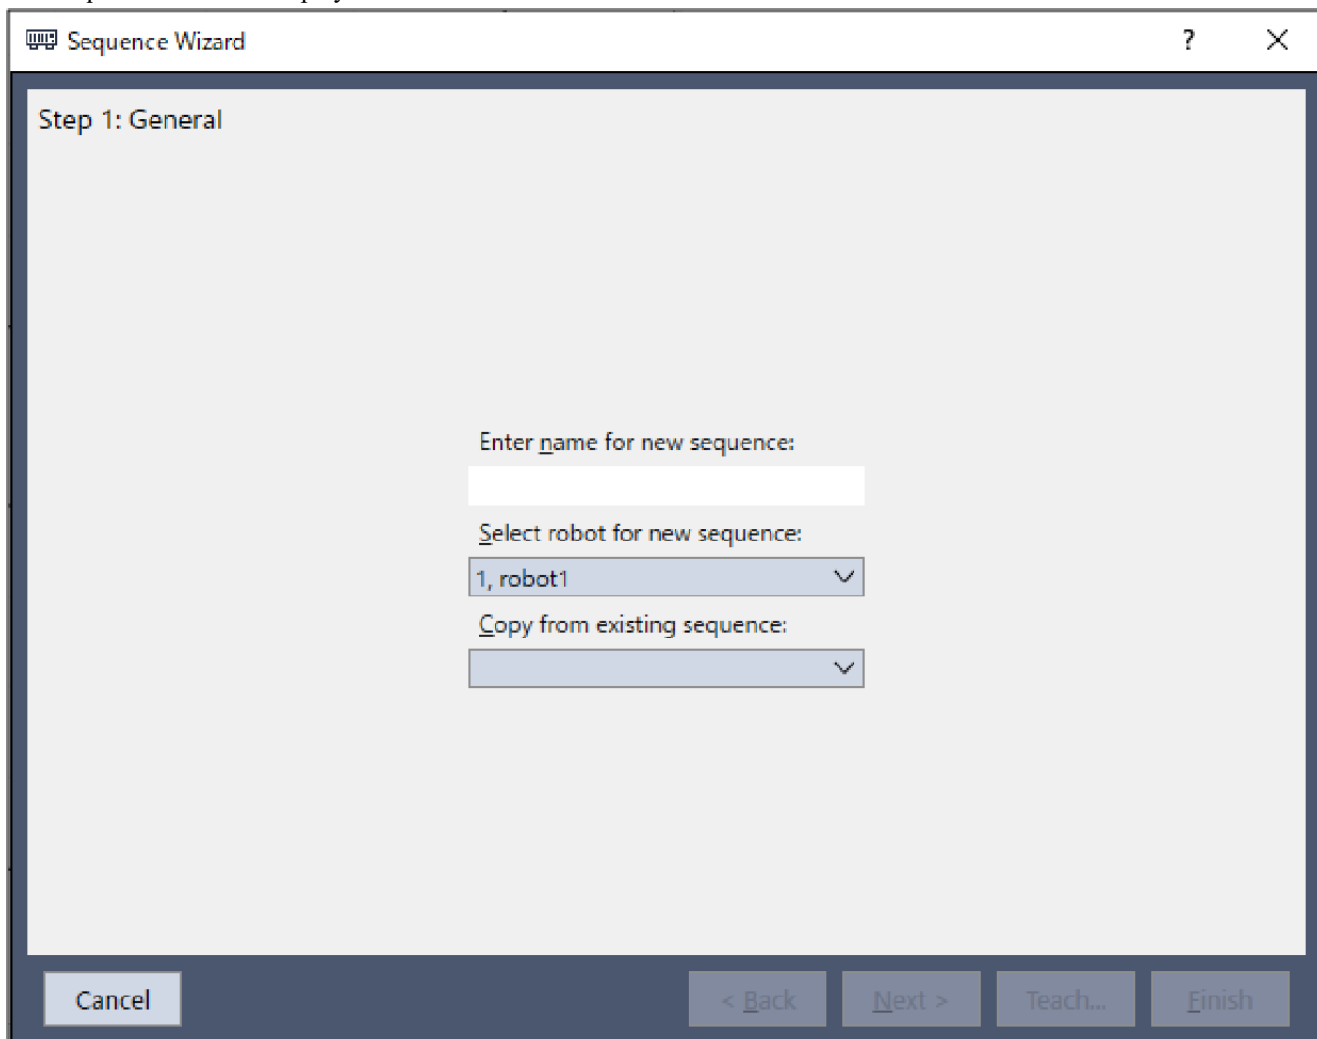 Sequence Wizard
?
Step 1: General
Enter name for new sequence:
Select robot for new sequence:
1, robot1
Copy from existing sequence:
Cancel
< Back
Next >
Teach...
Finish